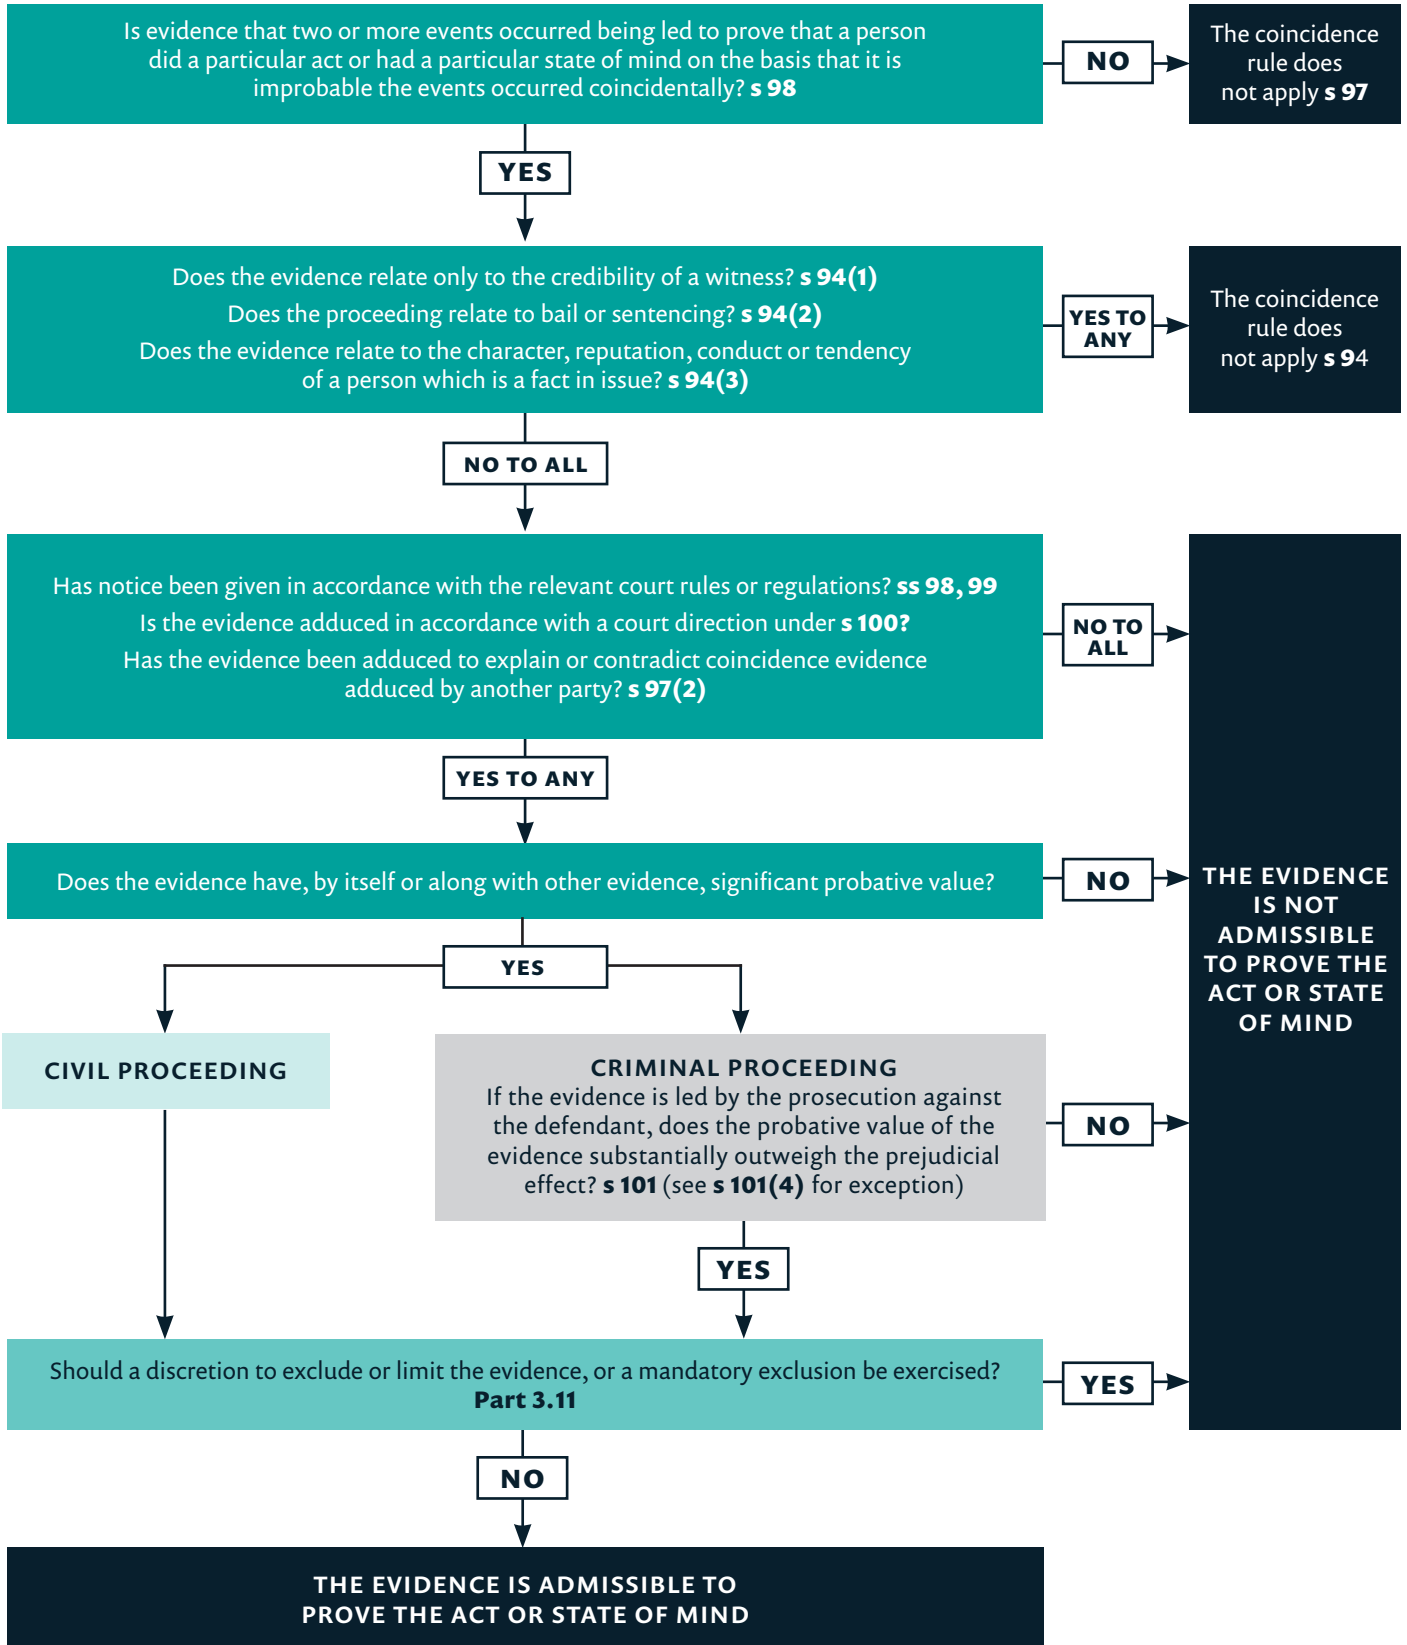 Is evidence that two or more events occurred being led to prove that a person
did a particular act or had a particular state of mind on the basis that it is
improbable the events occurred coincidentally? s 98
NO
The coincidence
rule does
not apply s 97
YES
Does the evidence relate only to the credibility of a witness? s 94(1)
Does the proceeding relate to bail or sentencing? s 94(2)
Does the evidence relate to the character, reputation, conduct or tendency
of a person which is a fact in issue? s 94(3)
YES TO
ANY
The coincidence
rule does
not apply s 94
NO TO ALL
Has notice been given in accordance with the relevant court rules or regulations? ss 98, 99
Is the evidence adduced in accordance with a court direction under s 100?
Has the evidence been adduced to explain or contradict coincidence evidence
adduced by another party? s 97(2)
NO TO
ALL
YES TO ANY
Does the evidence have, by itself or along with other evidence, significant probative value?
NO
THE EVIDENCE
IS NOT
ADMISSIBLE
TO PROVE THE
ACT OR STATE
OF MIND
YES
CIVIL PROCEEDING
CRIMINAL PROCEEDING
If the evidence is led by the prosecution against
the defendant, does the probative value of the
evidence substantially outweigh the prejudicial
effect? s 101 (see s 101(4) for exception)
NO
YES
Should a discretion to exclude or limit the evidence, or a mandatory exclusion be exercised?
Part 3.11
YES
NO
THE EVIDENCE IS ADMISSIBLE TO
PROVE THE ACT OR STATE OF MIND